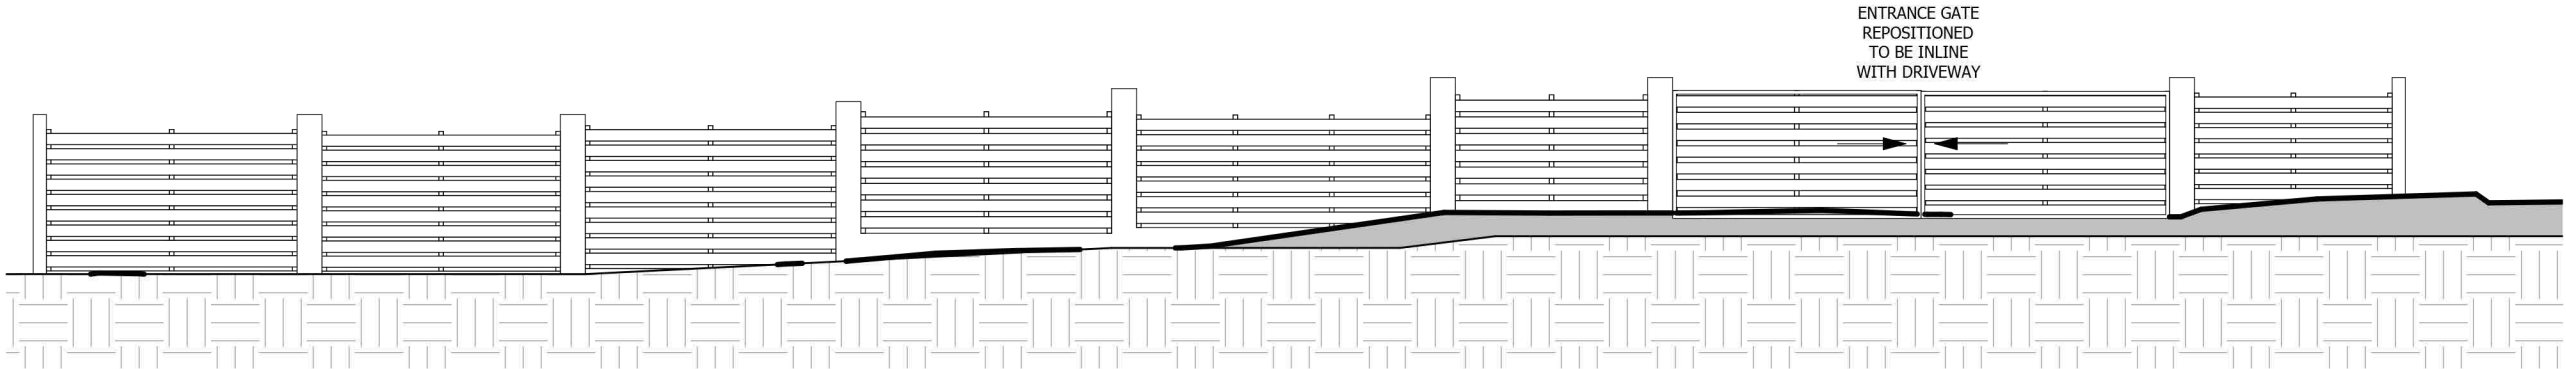 ENTRANCE GATE
REPOSITIONED
TO BE INLINE
WITH DRIVEWAY